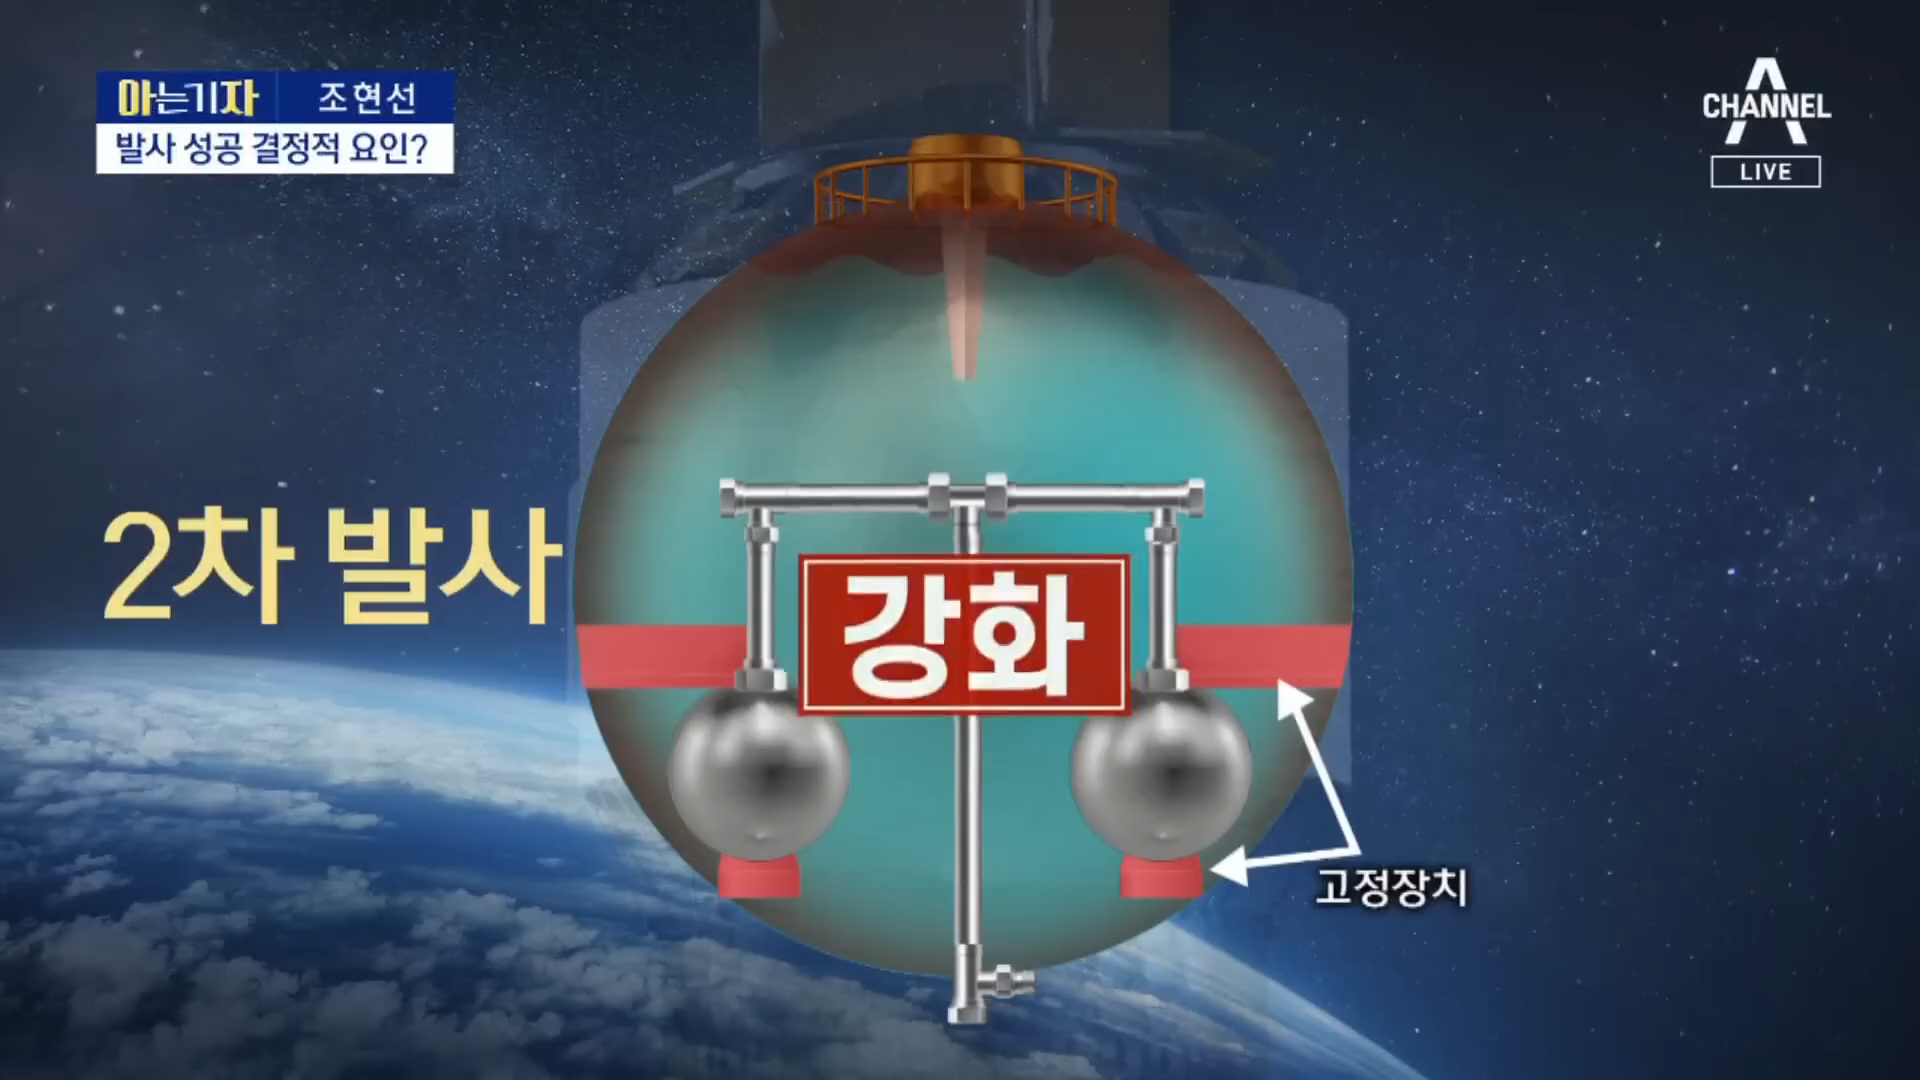 아는기자 조현선
발사 성공 결정적 요인?
CHANNEL A
LIVE
2차 발사
강화
고정장치